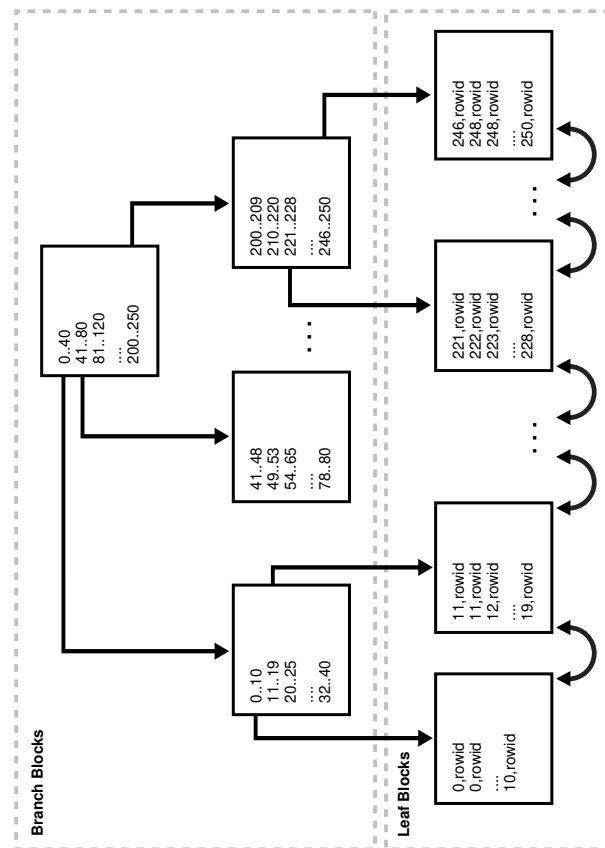 Branch Blocks
0..40
41..80
81..120
....
200..250
0..10
11..19
20..25
....
32..40
41..48
49..53
54..65
....
78..80
...
200..209
210..220
221..228
....
246..250
Leaf Blocks
0,rowid
0,rowid
....
10,rowid
11,rowid
11,rowid
12,rowid
....
19,rowid
...
221,rowid
222,rowid
223,rowid
....
228,rowid
...
246,rowid
248,rowid
248,rowid
....
250,rowid